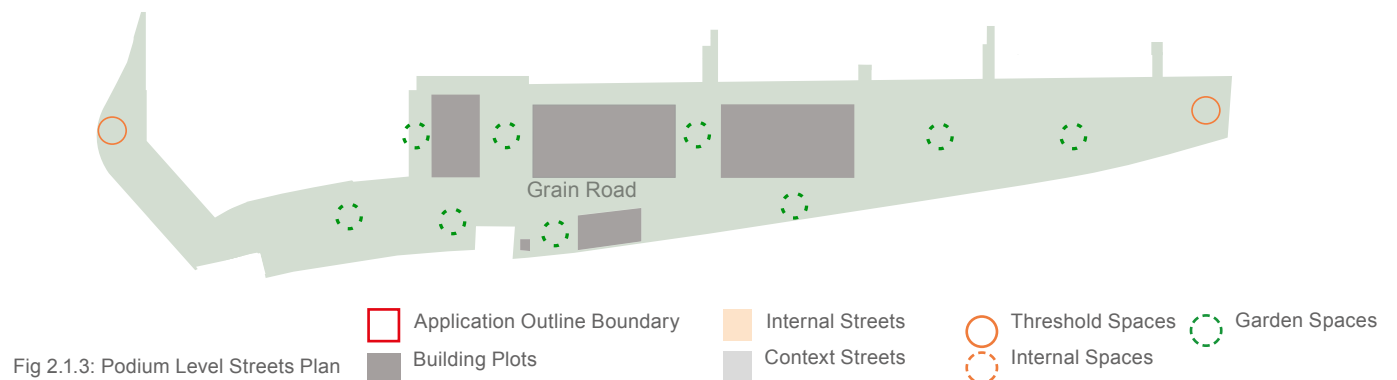 Grain Road
Application Outline Boundary
Internal Streets
Threshold Spaces
Garden Spaces
Fig 2.1.3: Podium Level Streets Plan
Building Plots
Context Streets
Internal Spaces